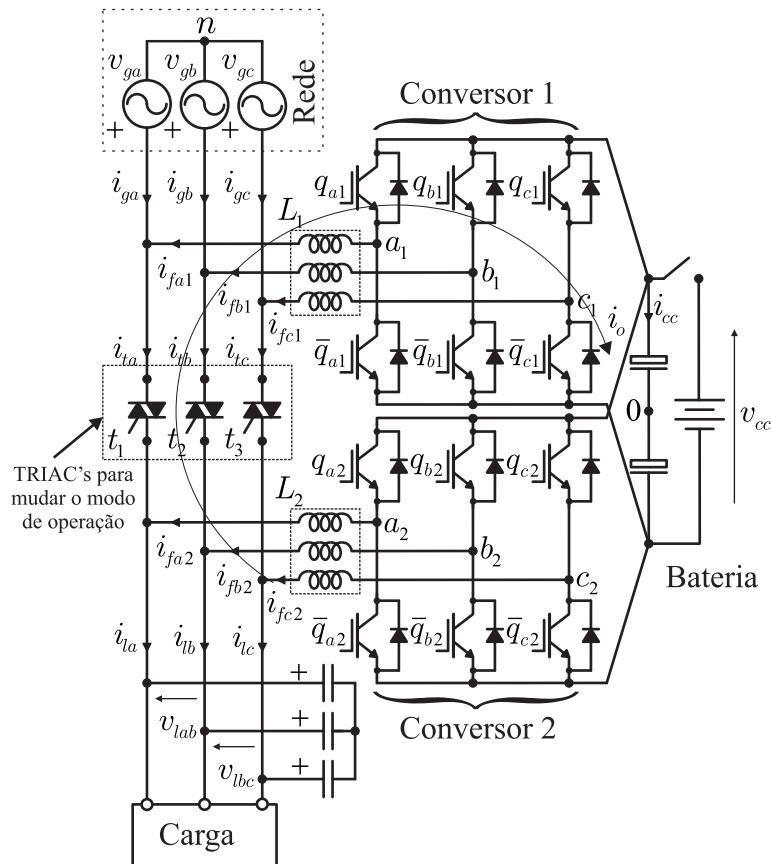 n
v_ga v_gb v_gc
+ + +
Rede
Conversor 1
i_ga i_gb i_gc
q_a1 q_b1 q_c1
L_1
a_1
b_1
c_1
i_fa1
i_fb1
i_fc1
i_o
i_cc
i_ta i_tb i_tc
q̅_a1 q̅_b1 q̅_c1
0
v_cc
t_1 t_2 t_3
TRIAC's para
mudar o modo
de operação
q_a2 q_b2 q_c2
L_2
a_2
b_2
c_2
i_fa2
i_fb2
i_fc2
Bateria
q̅_a2 q̅_b2 q̅_c2
i_la i_lb i_lc
+
v_lab
+
v_lbc
+
Conversor 2
Carga